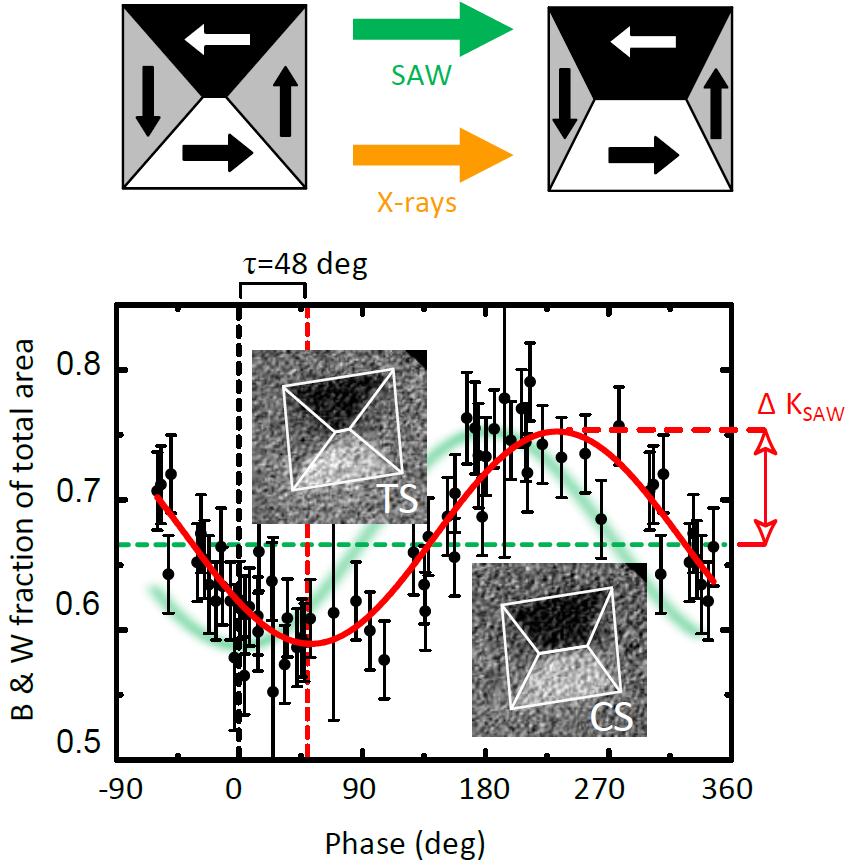 SAW
X-rays
τ=48 deg
B & W fraction of total area
0.8
0.7
0.6
0.5
TS
CS
Δ K_SAW
-90
0
90
180
270
360
Phase (deg)